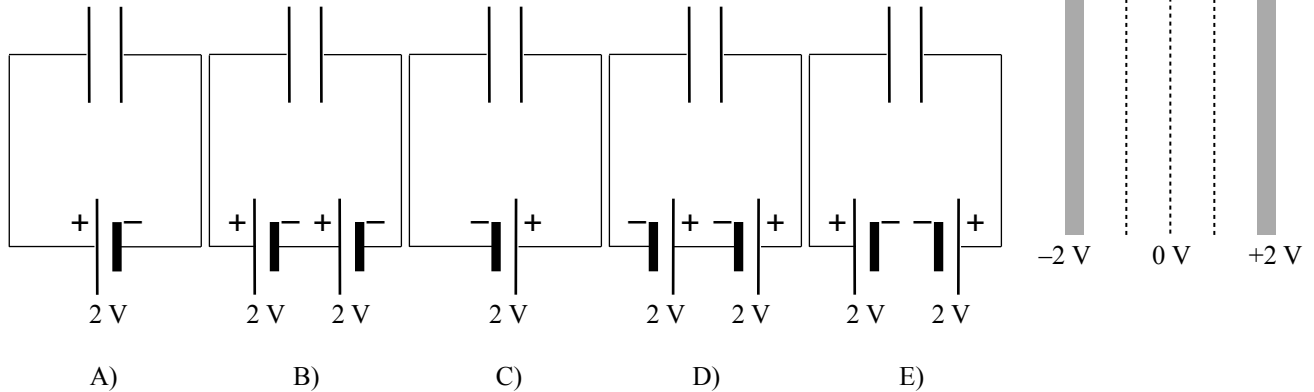 + − + − + − − + − + − + + − − +
−2 V 0 V +2 V
2 V 2 V 2 V 2 V 2 V 2 V 2 V 2 V
A) B) C) D) E)